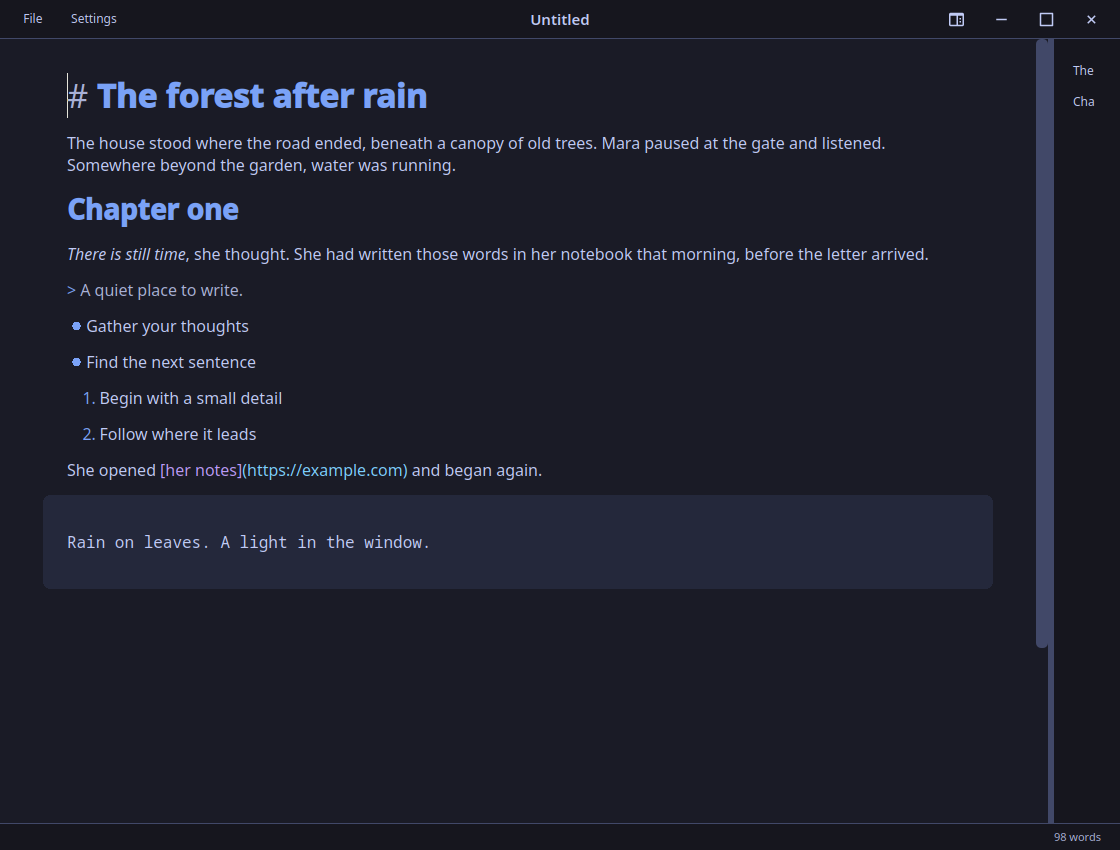 File Settings Untitled
# The forest after rain
The house stood where the road ended, beneath a canopy of old trees. Mara paused at the gate and listened.
Somewhere beyond the garden, water was running.
Chapter one
There is still time, she thought. She had written those words in her notebook that morning, before the letter arrived.
> A quiet place to write.
Gather your thoughts
Find the next sentence
1. Begin with a small detail
2. Follow where it leads
She opened [her notes](https://example.com) and began again.
Rain on leaves. A light in the window.
The
Cha
98 words